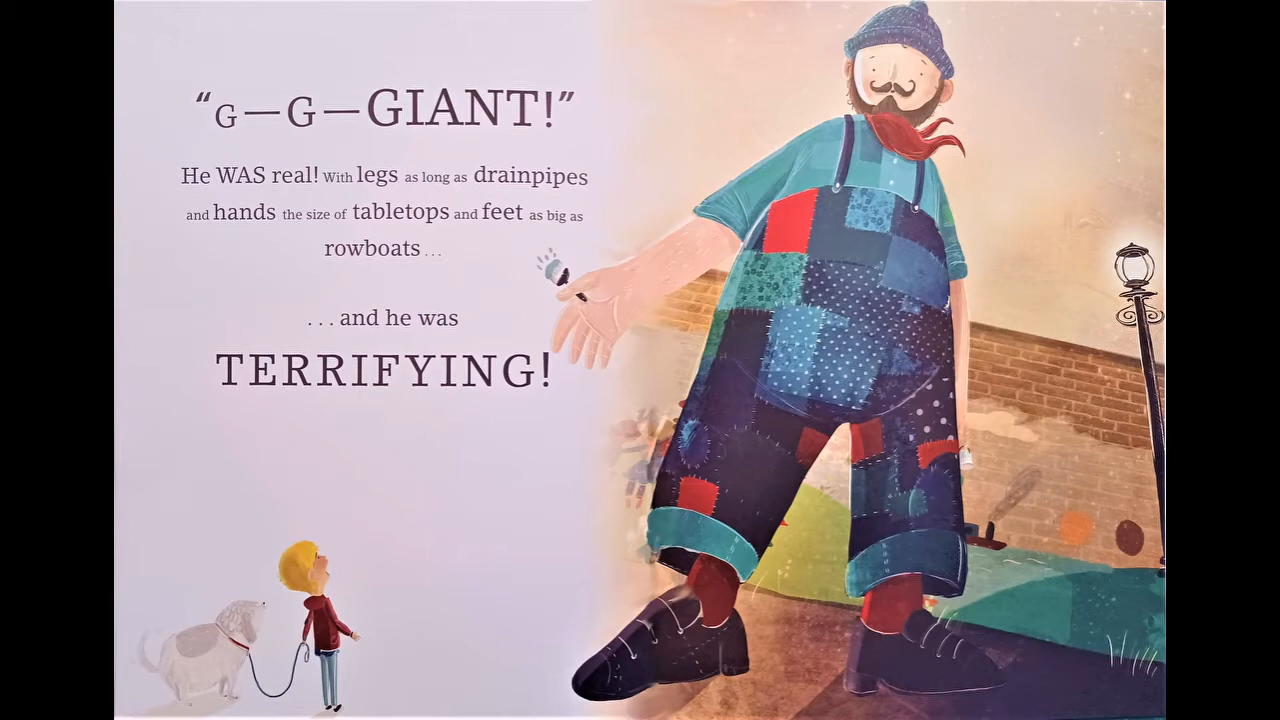 “G—G—GIANT!”
He WAS real! With legs as long as drainpipes
and hands the size of tabletops and feet as big as
rowboats . . .
. . . and he was
TERRIFYING!